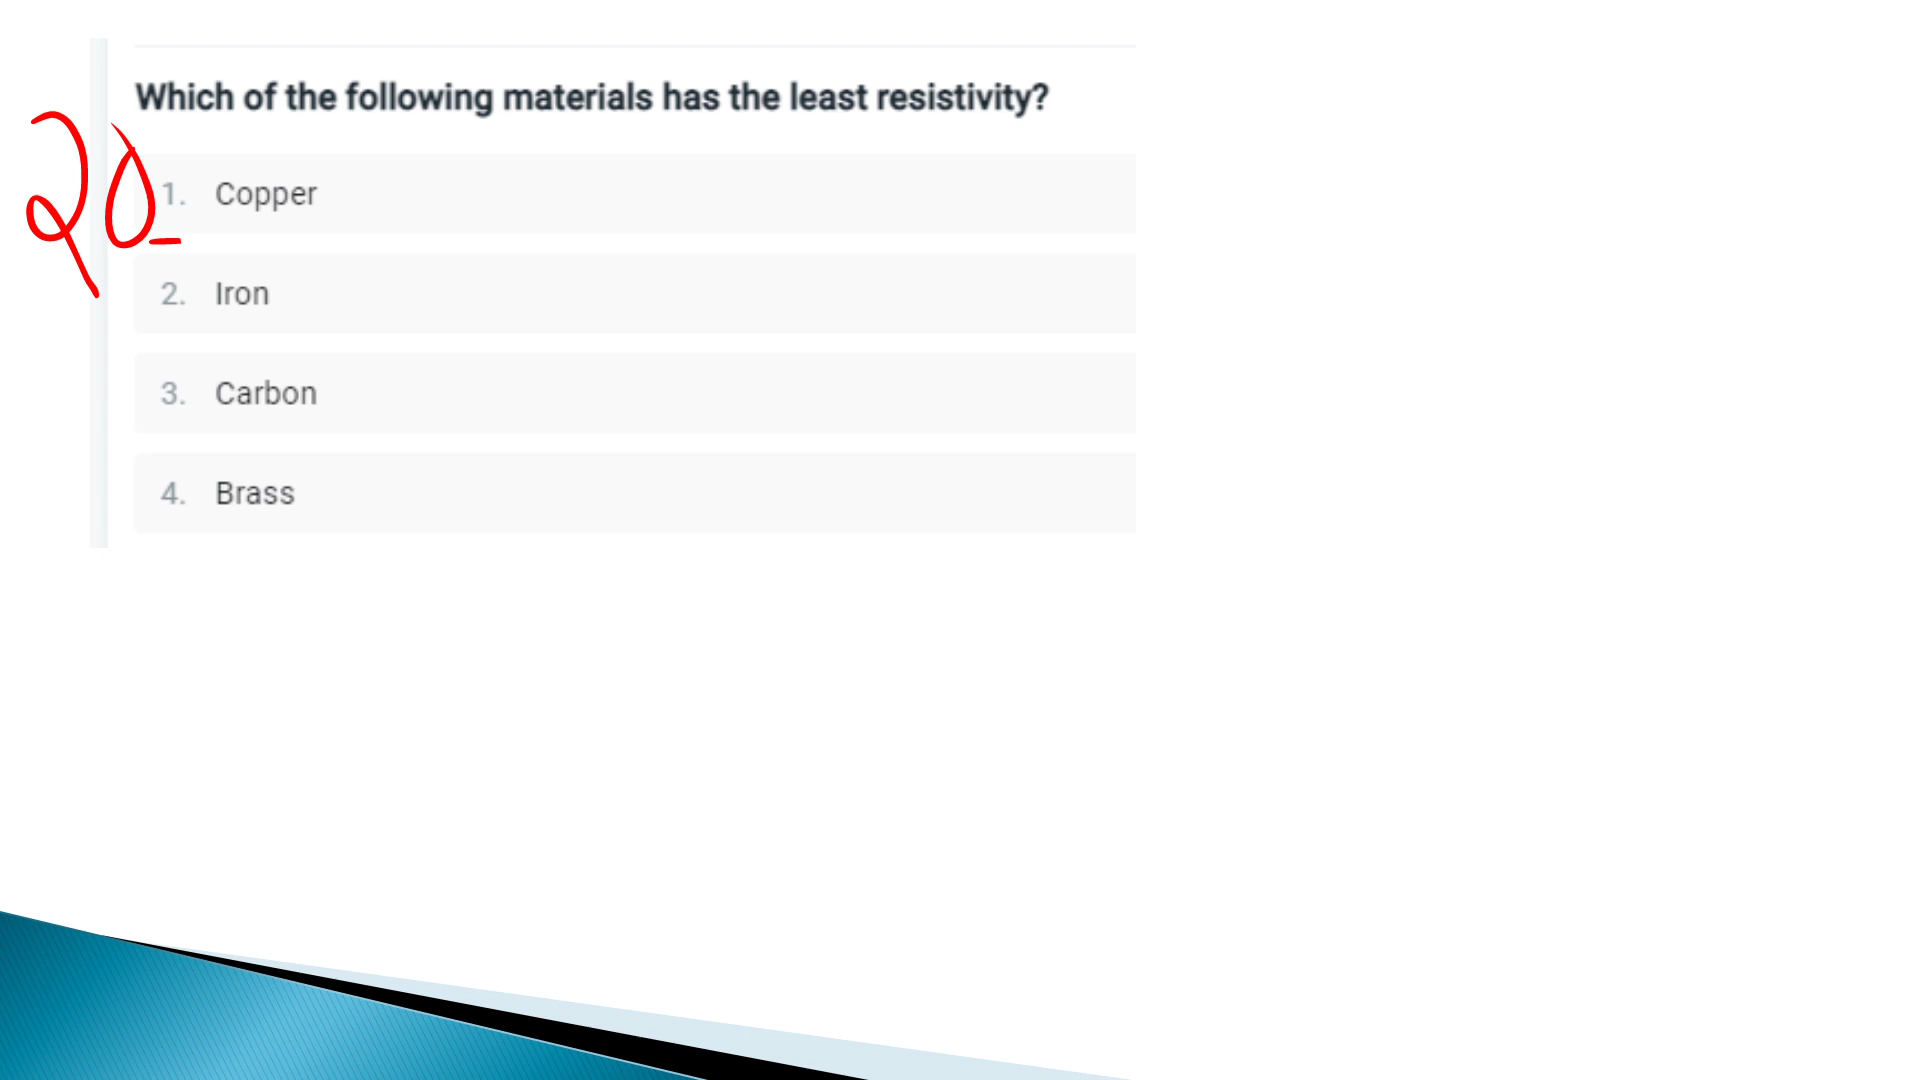 Which of the following materials has the least resistivity?
20
1. Copper
2. Iron
3. Carbon
4. Brass